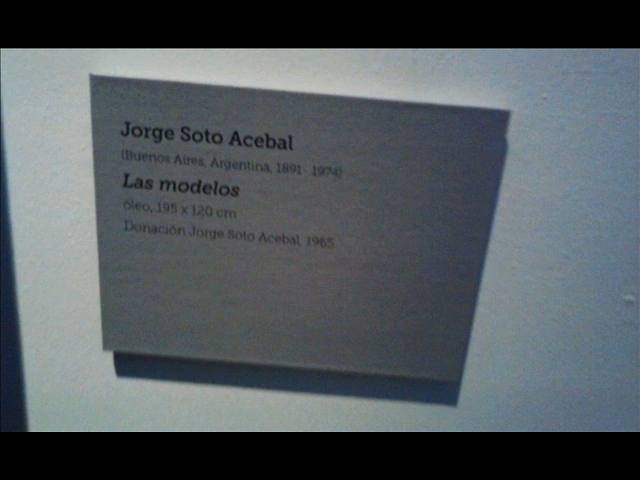 Jorge Soto Acebal
(Buenos Aires, Argentina, 1891- 1974)
Las modelos
óleo, 195 x 120 cm
Donación Jorge Soto Acebal, 1965